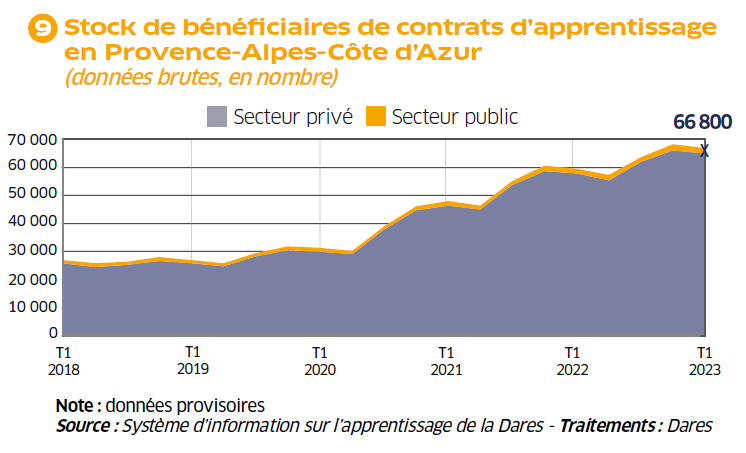 9 Stock de bénéficiaires de contrats d'apprentissage
en Provence-Alpes-Côte d'Azur
(données brutes, en nombre)
Secteur privé Secteur public
66 800
70 000
60 000
50 000
40 000
30 000
20 000
10 000
0
T1 T1 T1 T1 T1 T1
2018 2019 2020 2021 2022 2023
Note : données provisoires
Source : Système d'information sur l'apprentissage de la Dares - Traitements : Dares